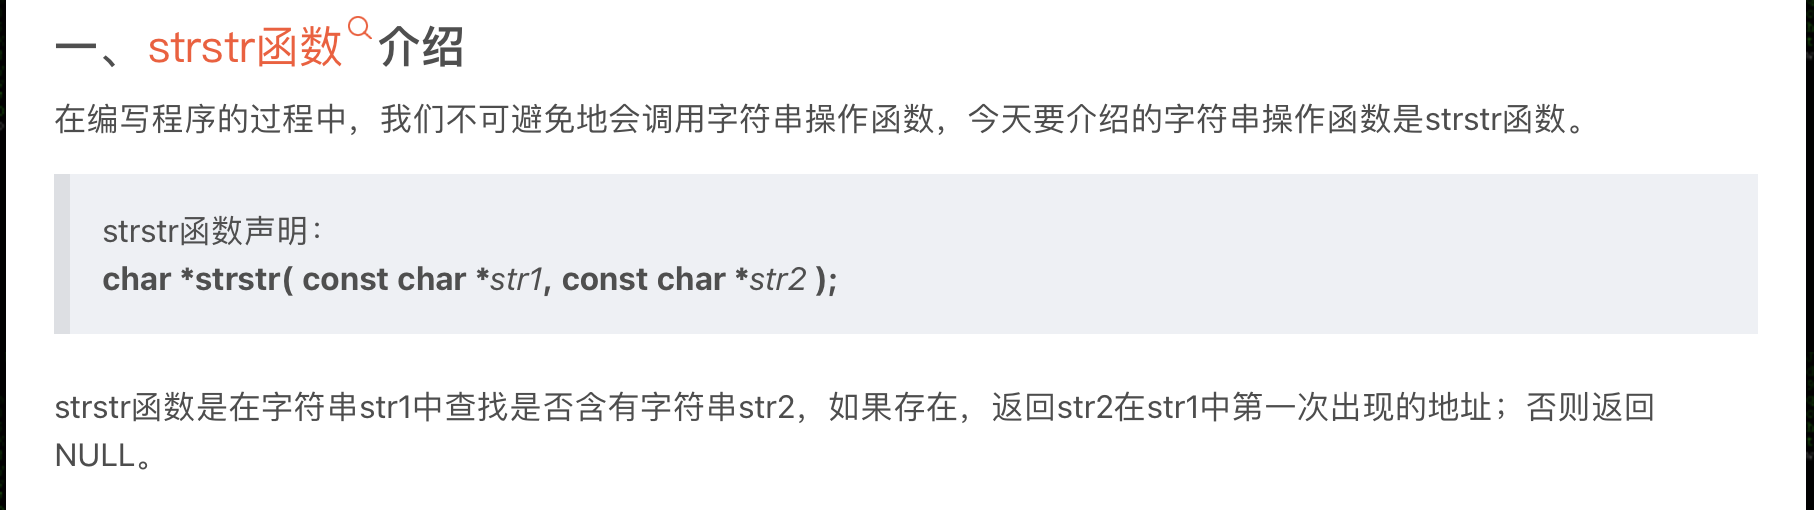 一、strstr函数介绍
在编写程序的过程中，我们不可避免地会调用字符串操作函数，今天要介绍的字符串操作函数是strstr函数。
strstr函数声明：
char *strstr( const char *str1, const char *str2 );
strstr函数是在字符串str1中查找是否含有字符串str2，如果存在，返回str2在str1中第一次出现的地址；否则返回
NULL。